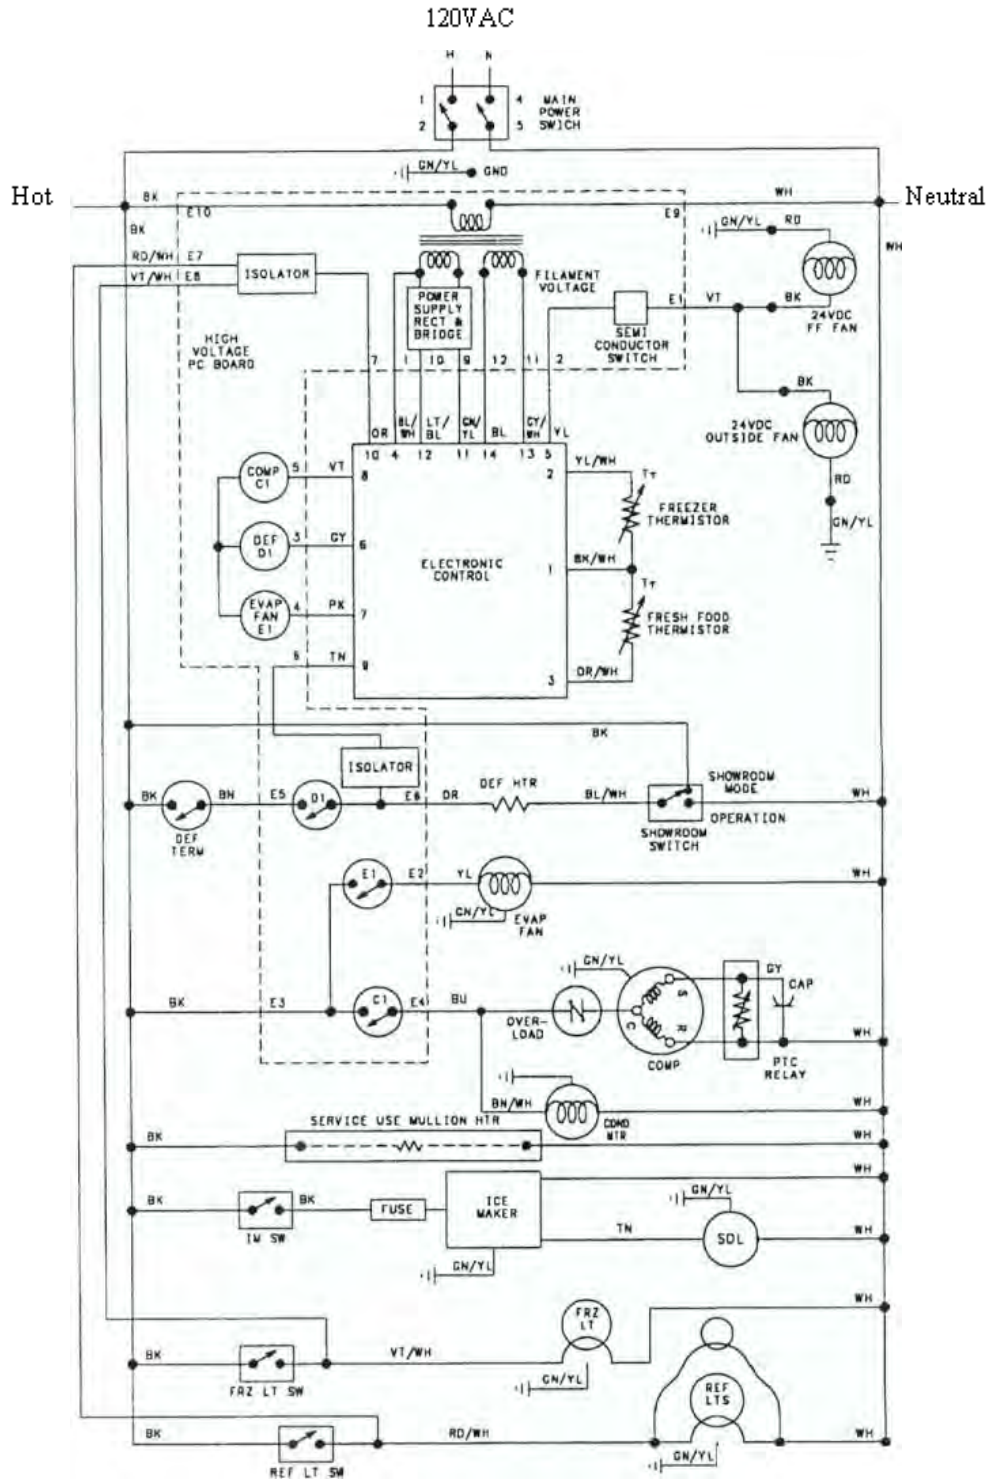 120VAC
H N
1 4 MAIN
POWER
2 5 SWICH
GN/YL GND
Hot BK WH Neutral
E10 E9
BK WH
GN/YL RD
RD/WH E7
VT/WH E8
ISOLATOR
FILAMENT
VOLTAGE
POWER
SUPPLY
RECT &
BRIDGE
E1 VT BK
24VDC
FF FAN
SEMI
CONDUCTOR
SWITCH
HIGH
VOLTAGE
PC BOARD
7 1 10 9 12 11 2
BK
24VDC
OUTSIDE FAN
OR BL/WH LT/BL GN/YL BL GY/WH YL
10 4 12 11 14 13 5
RD
GN/YL
COMP
C1
5 VT 8
2 YL/WH TT
FREEZER
THERMISTOR
DEF
D1
3 GY 6
ELECTRONIC
CONTROL
1 BK/WH TT
EVAP
FAN
E1
4 PK 7
FRESH FOOD
THERMISTOR
6 TN 9
3 OR/WH
BK
ISOLATOR
BK BN E5 D1 E6 OR DEF HTR BL/WH
DEF
TERM
SHOWROOM
MODE
OPERATION
SHOWROOM
SWITCH
WH
E1 E2 YL WH
GN/YL
EVAP
FAN
BK E3 C1 E4 BU
OVER-
LOAD
GN/YL
S
C
R
COMP
GY CAP
PTC
RELAY
WH
BN/WH
COND
MTR
WH
SERVICE USE MULLION HTR
BK WH
WH
BK BK FUSE
IM SW
ICE
MAKER
GN/YL
TN SOL WH
GN/YL
FRZ
LT
WH
BK VT/WH
FRZ LT SW
GN/YL
REF
LTS
BK RD/WH WH
REF LT SW
GN/YL